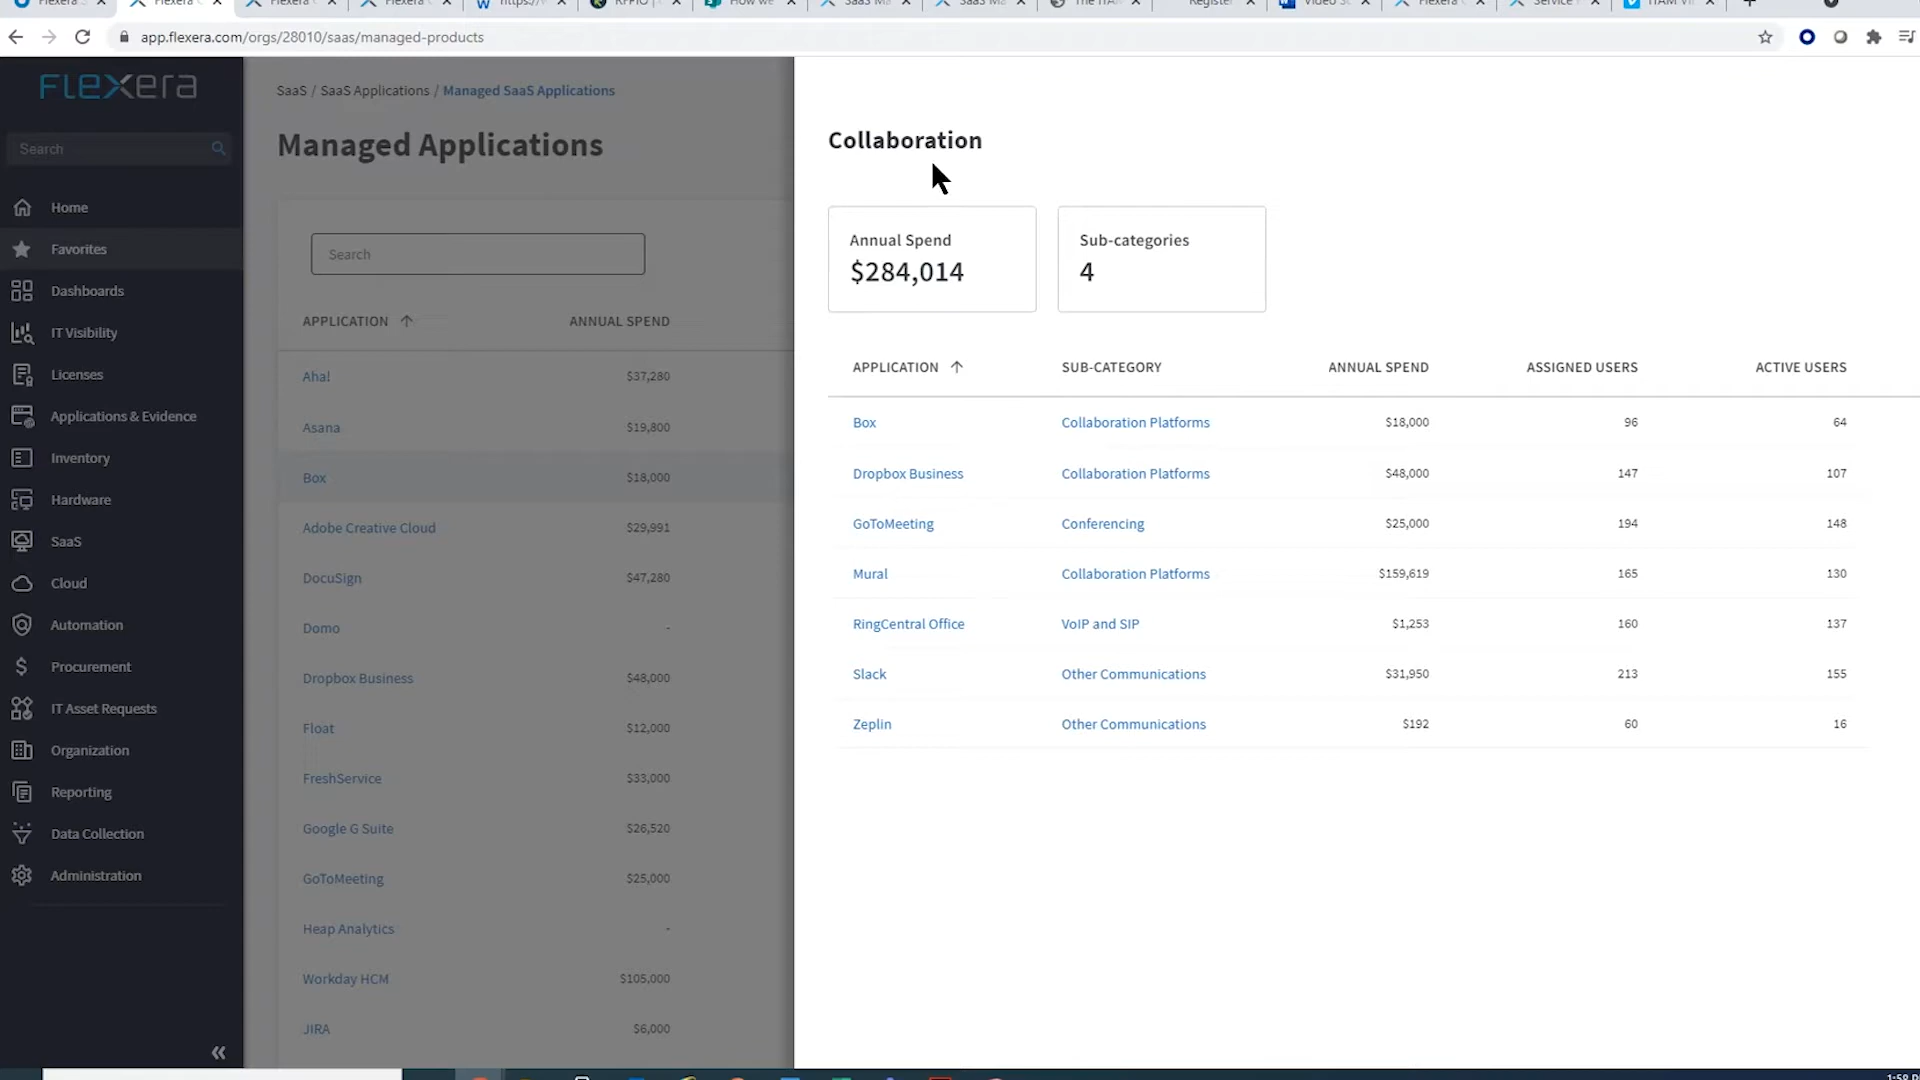 Flexera
app.flexera.com/orgs/28010/saas/managed-products
FLEXera
Search
Home
Favorites
Dashboards
IT Visibility
Licenses
Applications & Evidence
Inventory
Hardware
SaaS
Cloud
Automation
Procurement
IT Asset Requests
Organization
Reporting
Data Collection
Administration
SaaS / SaaS Applications / Managed SaaS Applications
Managed Applications
Search
APPLICATION ANNUAL SPEND
Aha! $37,280
Asana $19,800
Box $18,000
Adobe Creative Cloud $29,991
DocuSign $47,280
Domo -
Dropbox Business $48,000
Float $12,000
FreshService $33,000
Google G Suite $26,520
GoToMeeting $25,000
Heap Analytics -
Workday HCM $105,000
JIRA $6,000
Collaboration
Annual Spend
$284,014
Sub-categories
4
APPLICATION SUB-CATEGORY ANNUAL SPEND ASSIGNED USERS ACTIVE USERS
Box Collaboration Platforms $18,000 96 64
Dropbox Business Collaboration Platforms $48,000 147 107
GoToMeeting Conferencing $25,000 194 148
Mural Collaboration Platforms $159,619 165 130
RingCentral Office VoIP and SIP $1,253 160 137
Slack Other Communications $31,950 213 155
Zeplin Other Communications $192 60 16